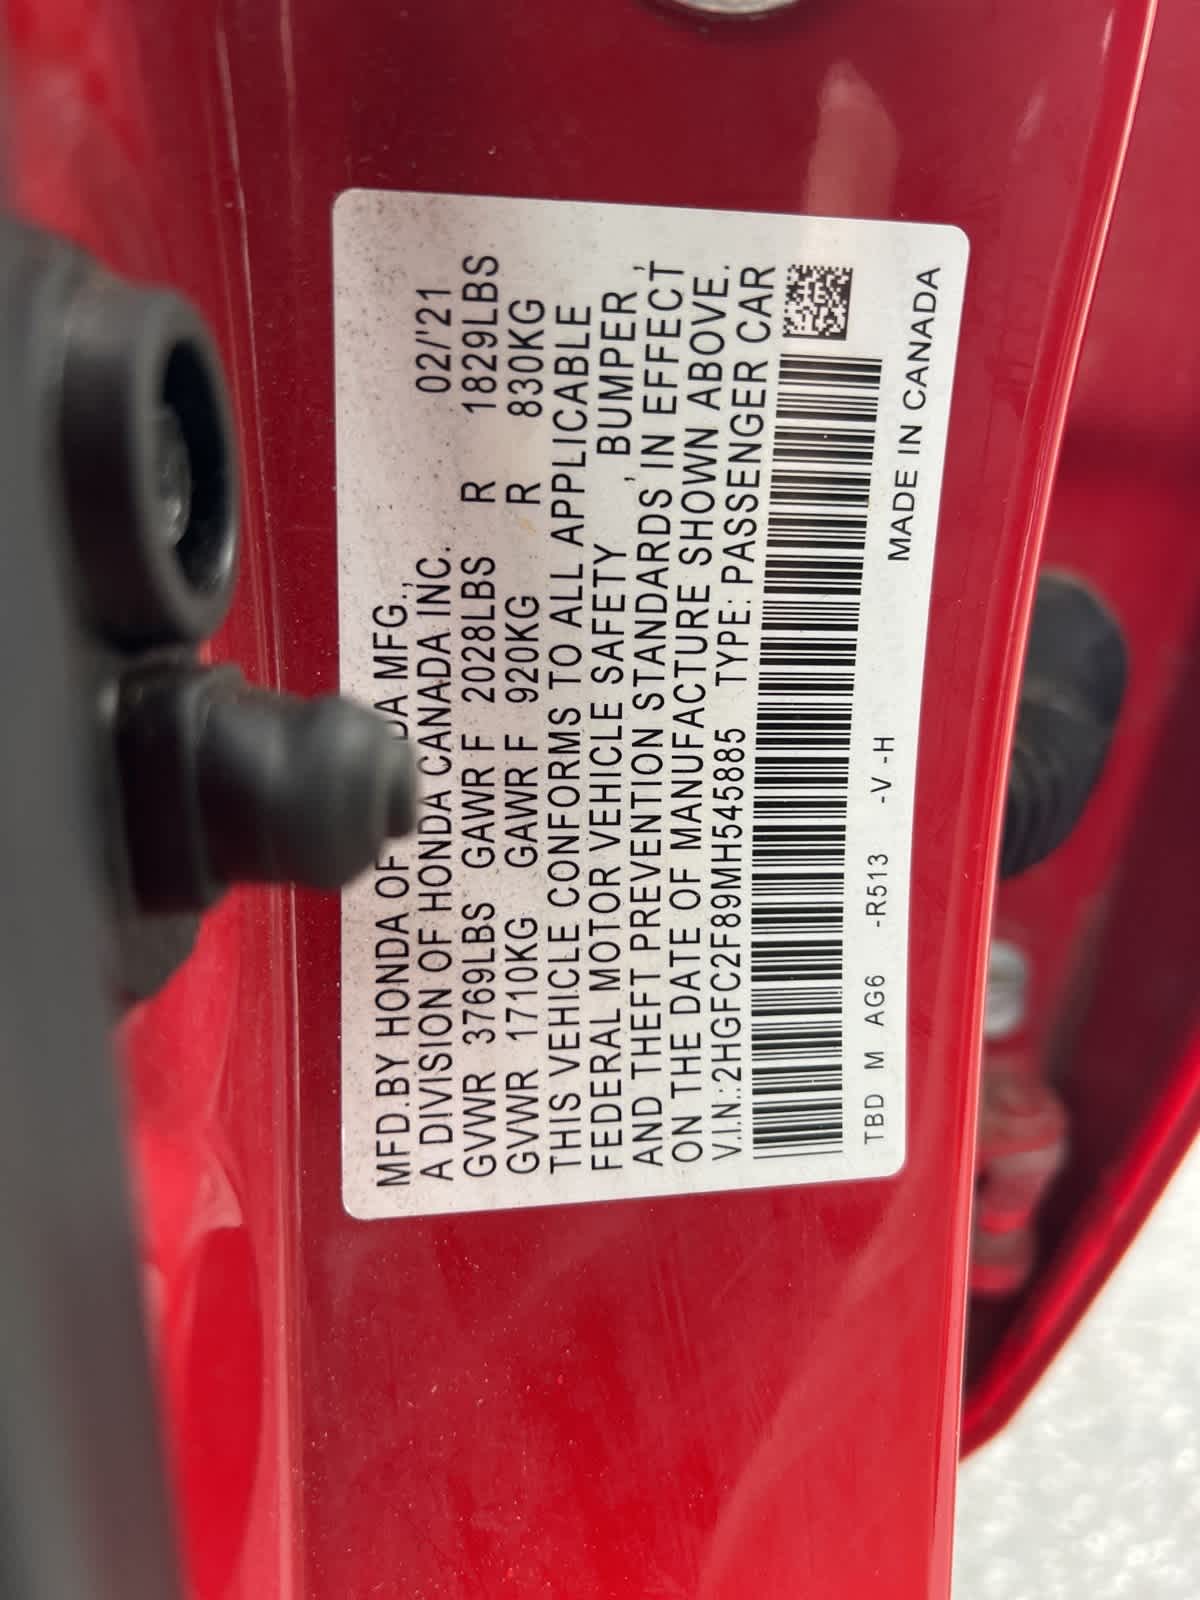 MFD.BY HONDA OF DA MFG.,
A DIVISION OF HONDA CANADA INC. 02/'21
GVWR 3769LBS GAWR F 2028LBS R 1829LBS
GVWR 1710KG GAWR F 920KG R 830KG
THIS VEHICLE CONFORMS TO ALL APPLICABLE
FEDERAL MOTOR VEHICLE SAFETY , BUMPER ,
AND THEFT PREVENTION STANDARDS IN EFFECT
ON THE DATE OF MANUFACTURE SHOWN ABOVE.
V.I.N.:2HGFC2F89MH545885 TYPE:PASSENGER CAR
TBD M AG6 -R513 -V -H
MADE IN CANADA